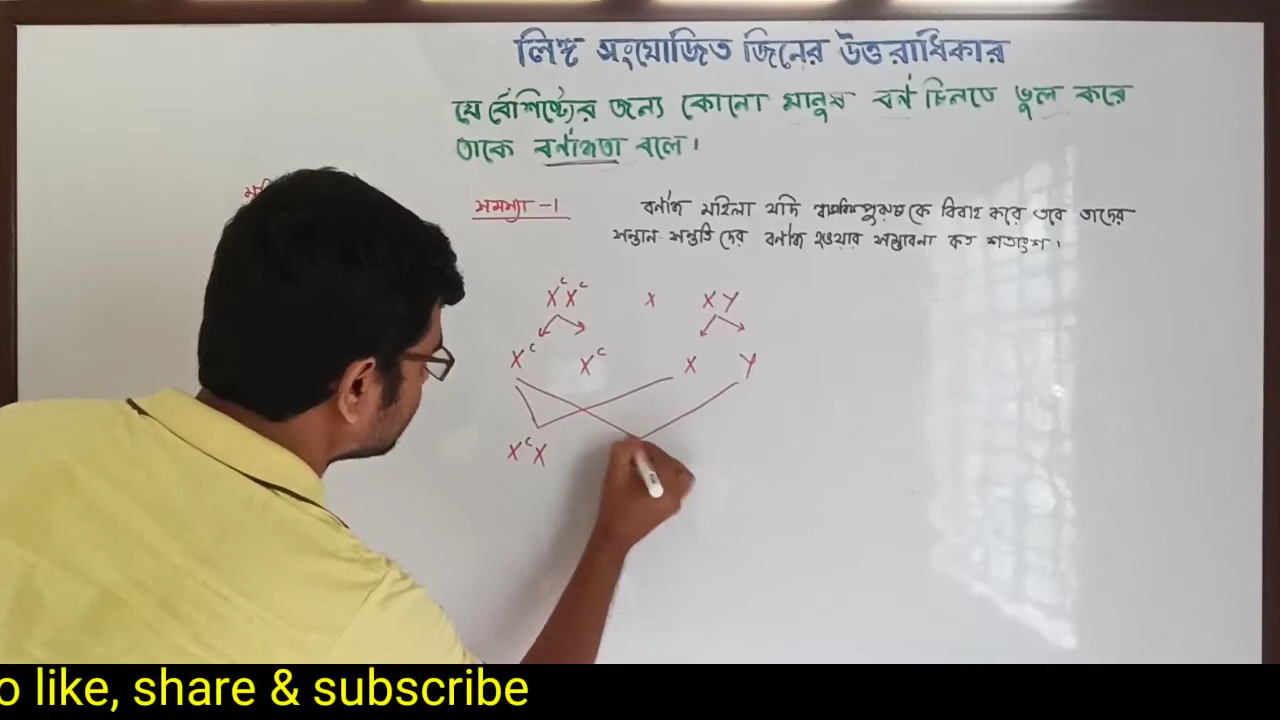 লিঙ্গ সংযোজিত জিনের উত্তরাধিকার
যে বৈশিষ্ট্যের জন্য কোনো মানুষ বর্ণ চিনতে ভুল করে
তাকে বর্ণান্ধতা বলে।
সমস্যা -1
বর্ণান্ধ মহিলা যদি পুরুষ কে বিবাহ করে তবে তাদের
সন্তান সন্ততি দের বর্ণান্ধ হওয়ার সম্ভাবনা কত শতাংশ।
XᶜXᶜ x XY
Xᶜ Xᶜ X Y
XᶜX
o like, share & subscribe